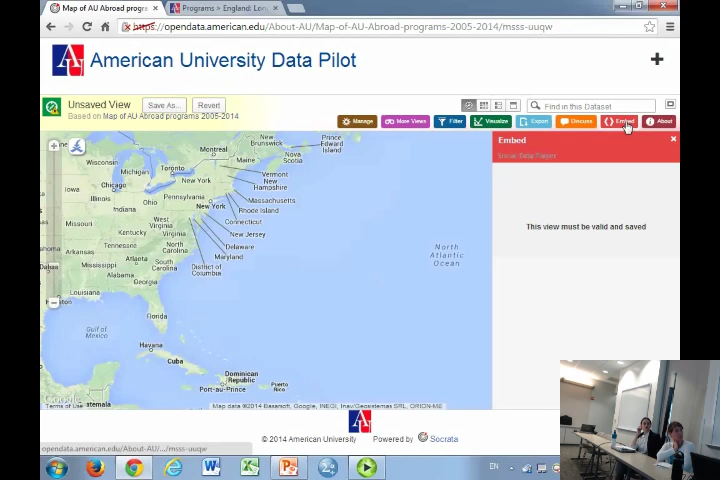 Map of AU Abroad progra
Programs > England: Lon
https://opendata.american.edu/About-AU/Map-of-AU-Abroad-programs-2005-2014/msss-uuqw
American University Data Pilot
Unsaved View
Save As...
Revert
Based on Map of AU Abroad programs 2005-2014
Find in this Dataset
Manage
More Views
Filter
Visualize
Export
Discuss
Embed
About
Embed
This view must be valid and saved
Wisconsin
Michigan
Toronto
Montreal
New Brunswick
Prince Edward Island
Nova Scotia
Vermont
New Hampshire
Massachusetts
Rhode Island
Connecticut
New Jersey
Delaware
Maryland
District of Columbia
Chicago
Iowa
New York
Pennsylvania
New York
Illinois
Indiana
Ohio
Missouri
West Virginia
Kentucky
Virginia
Tennessee
North Carolina
Arkansas
Atlanta
South Carolina
Mississippi
Alabama
Georgia
Dallas
Houston
Florida
Gulf of Mexico
Havana
Cuba
Dominican Republic
Port-au-Prince
Puerto Rico
North Atlantic Ocean
Google
Terms of Use
Guatemala
Map data ©2014 Basarsoft, Google, INEGI, Inav/Geosistemas SRL, ORION-ME
© 2014 American University
Powered by Socrata
opendata.american.edu/About-AU/.../msss-uuqw
EN